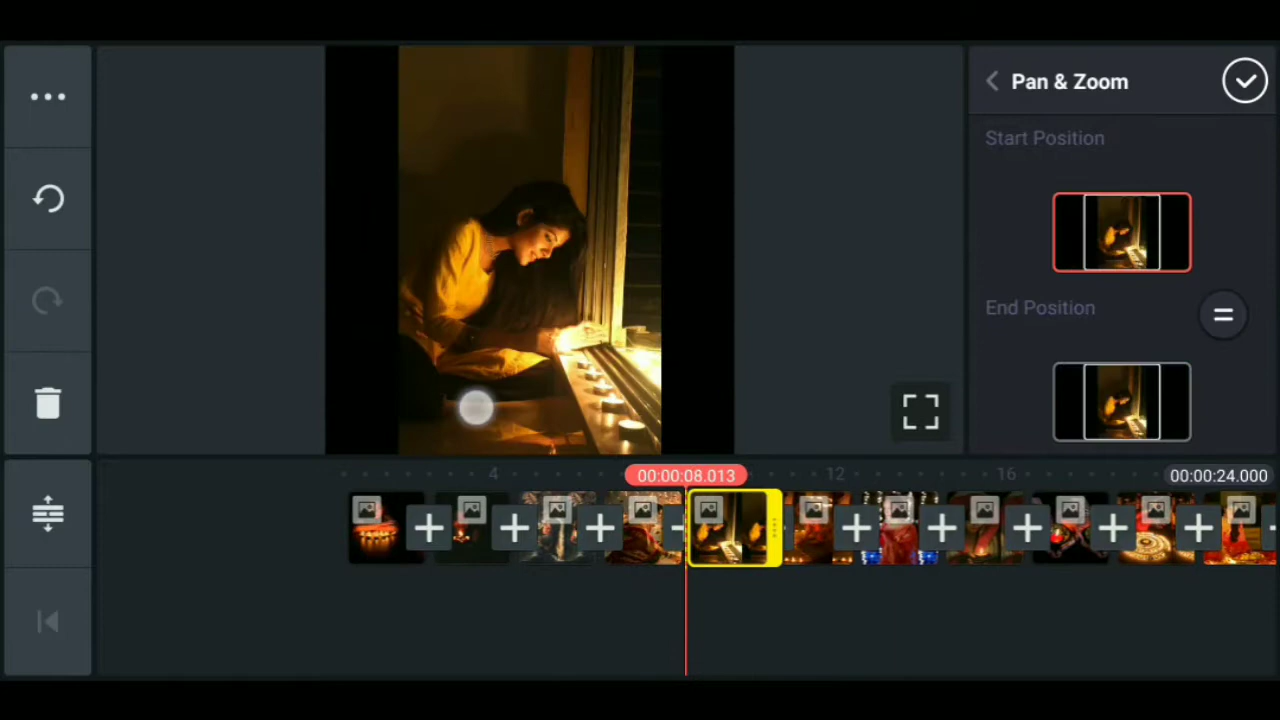 Pan & Zoom
Start Position
End Position
4
00:00:08.013
12
16
00:00:24.000